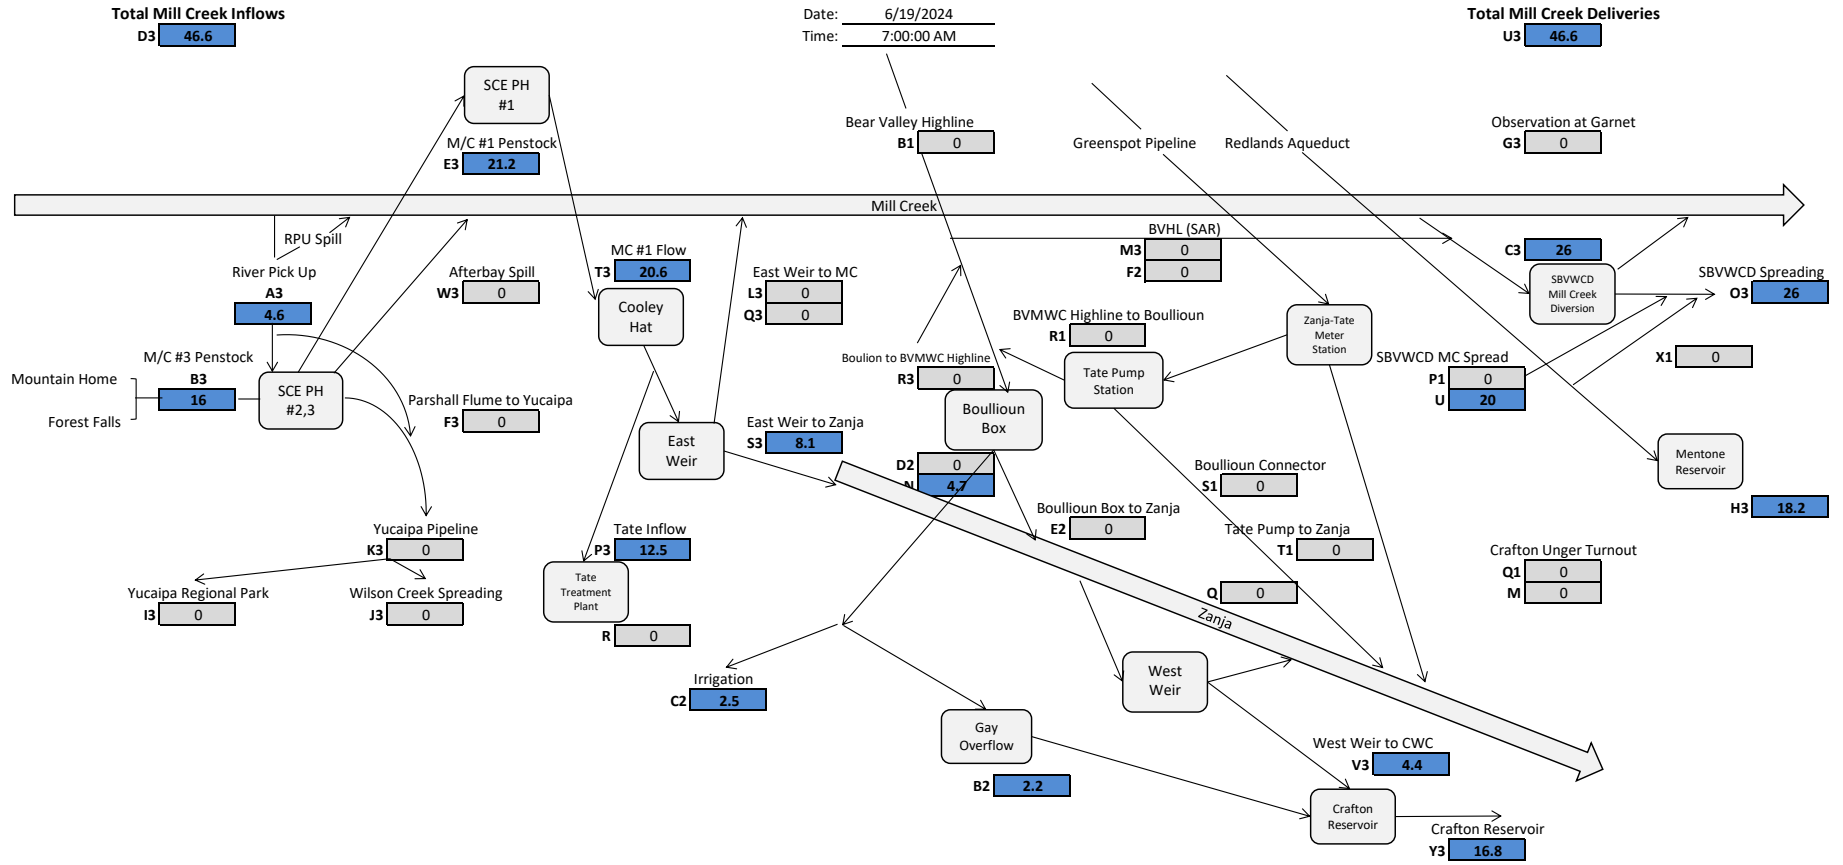 Total Mill Creek Inflows
D3 46.6
Date: 6/19/2024
Time: 7:00:00 AM
Total Mill Creek Deliveries
U3 46.6
SCE PH
#1
M/C #1 Penstock
E3 21.2
Bear Valley Highline
B1 0
Greenspot Pipeline
Redlands Aqueduct
Observation at Garnet
G3 0
Mill Creek
RPU Spill
River Pick Up
A3
4.6
Afterbay Spill
W3 0
MC #1 Flow
T3 20.6
Cooley
Hat
East Weir to MC
L3 0
Q3 0
BVHL (SAR)
M3 0
F2 0
C3 26
SBVWCD
Mill Creek
Diversion
SBVWCD Spreading
O3 26
M/C #3 Penstock
B3
16
Mountain Home
Forest Falls
SCE PH
#2,3
Parshall Flume to Yucaipa
F3 0
BVMWC Highline to Boullioun
R1 0
Boulion to BVMWC Highline
R3 0
Tate Pump
Station
Zanja-Tate
Meter
Station
SBVWCD MC Spread
P1 0
U 20
X1 0
East
Weir
East Weir to Zanja
S3 8.1
Boullioun
Box
D2 0
N 4.7
Boullioun Connector
S1 0
Mentone
Reservoir
H3 18.2
Yucaipa Pipeline
K3 0
Tate Inflow
P3 12.5
Boullioun Box to Zanja
E2 0
Tate Pump to Zanja
T1 0
Crafton Unger Turnout
Q1 0
M 0
Yucaipa Regional Park
I3 0
Wilson Creek Spreading
J3 0
Tate
Treatment
Plant
R 0
Q 0
Zanja
Irrigation
C2 2.5
West
Weir
Gay
Overflow
B2 2.2
West Weir to CWC
V3 4.4
Crafton
Reservoir
Crafton Reservoir
Y3 16.8